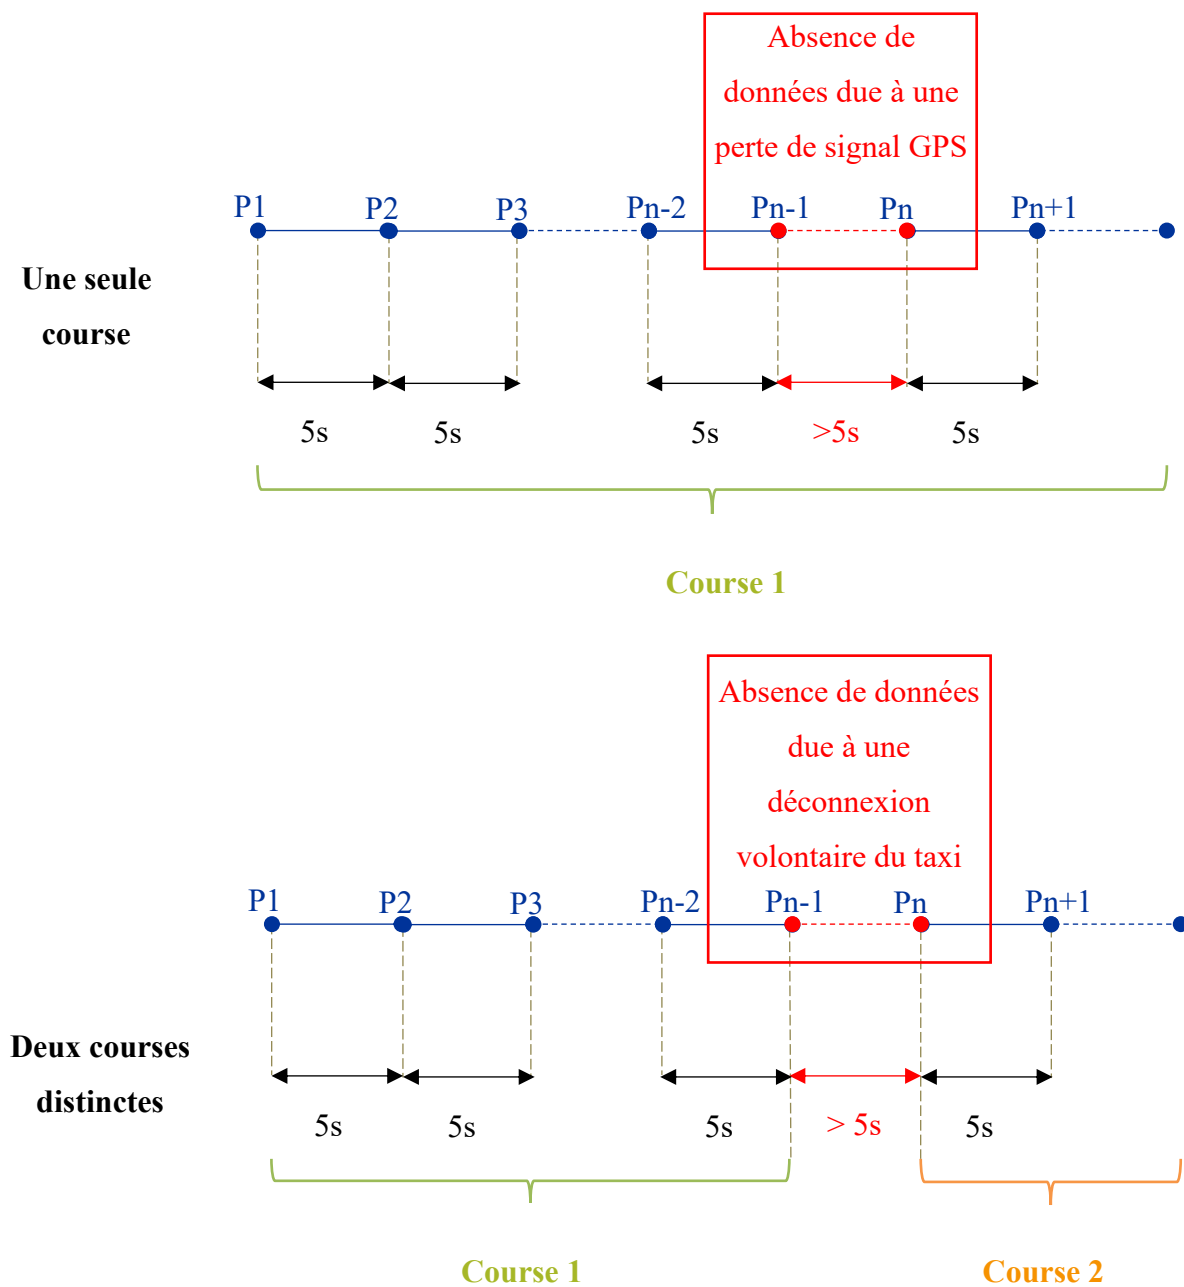 Absence de
données due à une
perte de signal GPS
P1 P2 P3 Pn-2 Pn-1 Pn Pn+1
Une seule
course
5s 5s 5s >5s 5s
Course 1
Absence de données
due à une
déconnexion
volontaire du taxi
P1 P2 P3 Pn-2 Pn-1 Pn Pn+1
Deux courses
distinctes
5s 5s 5s > 5s 5s
Course 1 Course 2